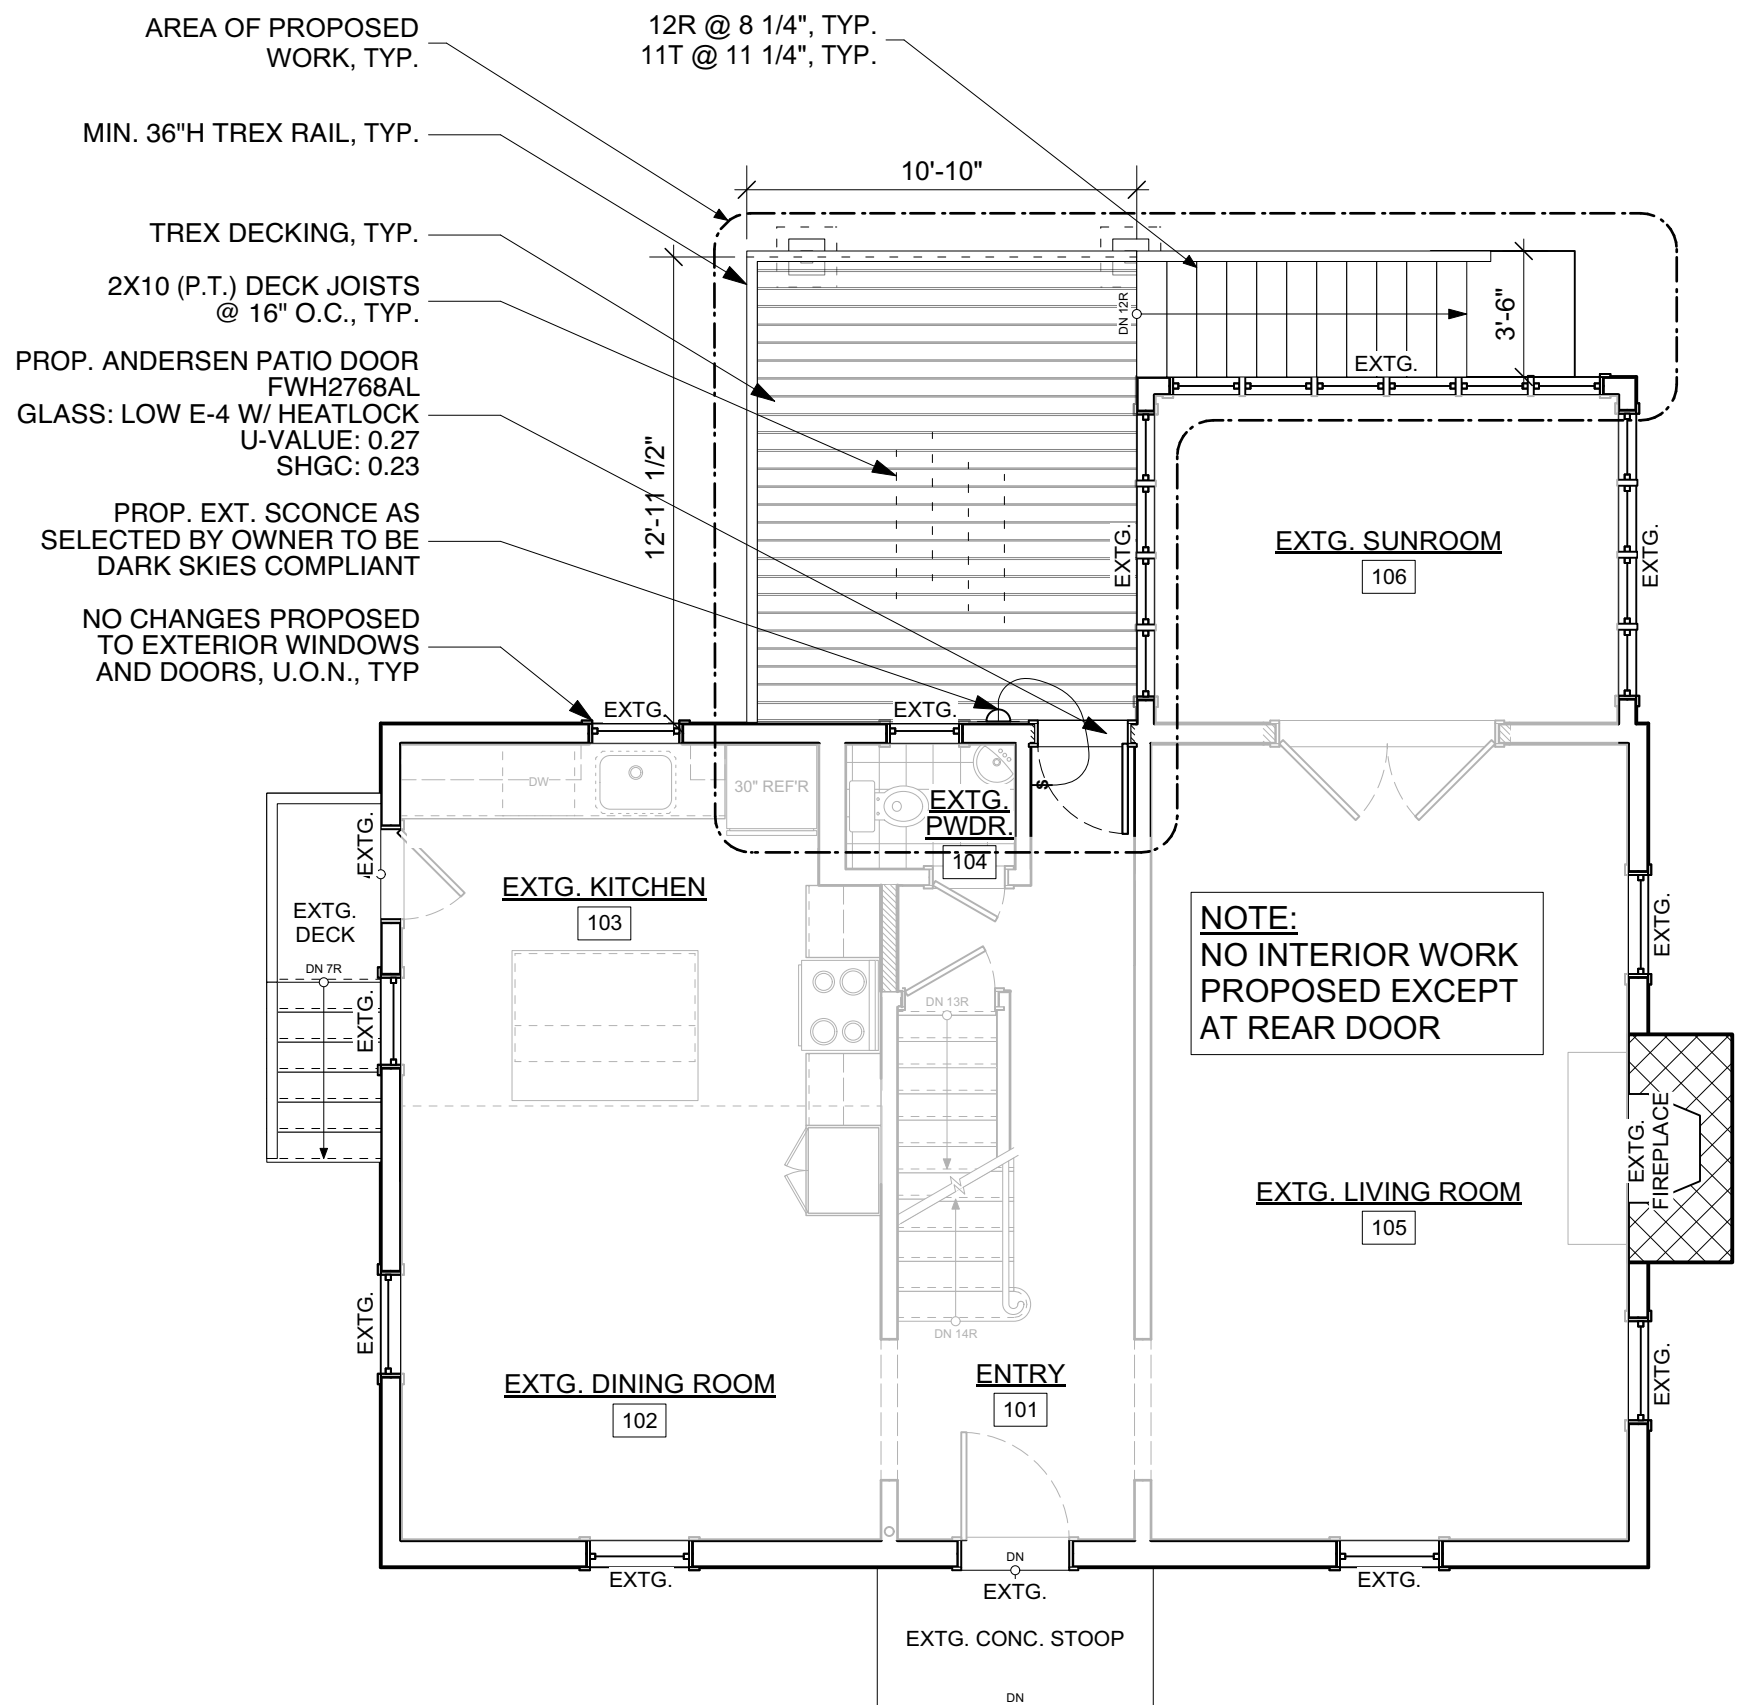 AREA OF PROPOSED
WORK, TYP.
12R @ 8 1/4", TYP.
11T @ 11 1/4", TYP.
MIN. 36"H TREX RAIL, TYP.
10'-10"
TREX DECKING, TYP.
2X10 (P.T.) DECK JOISTS
@ 16" O.C., TYP.
DN 12R
3'-6"
EXTG.
PROP. ANDERSEN PATIO DOOR
FWH2768AL
GLASS: LOW E-4 W/ HEATLOCK
U-VALUE: 0.27
SHGC: 0.23
12'-11 1/2"
PROP. EXT. SCONCE AS
SELECTED BY OWNER TO BE
DARK SKIES COMPLIANT
EXTG.
EXTG. SUNROOM
106
EXTG.
NO CHANGES PROPOSED
TO EXTERIOR WINDOWS
AND DOORS, U.O.N., TYP
EXTG.
EXTG.
DW
30" REF'R
$
EXTG.
PWDR.
104
EXTG.
EXTG. KITCHEN
103
EXTG.
DECK
DN 7R
EXTG.
NOTE:
NO INTERIOR WORK
PROPOSED EXCEPT
AT REAR DOOR
EXTG.
DN 13R
EXTG.
FIREPLACE
EXTG. LIVING ROOM
105
EXTG.
DN 14R
EXTG.
EXTG. DINING ROOM
102
ENTRY
101
DN
EXTG.
EXTG.
EXTG.
EXTG. CONC. STOOP
DN